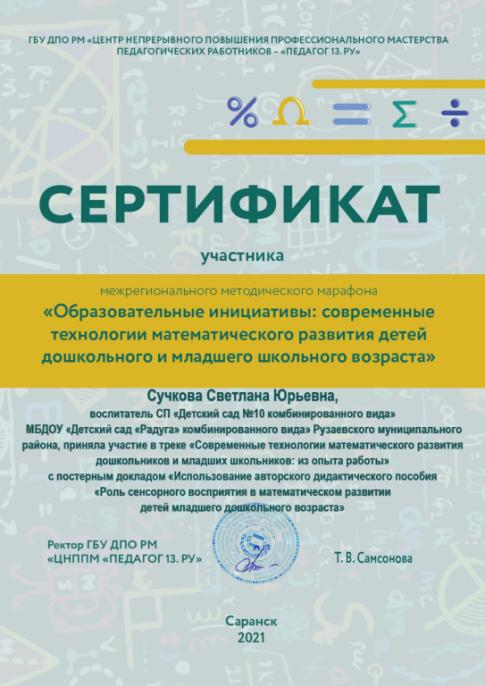 ГБУ ДПО РМ «ЦЕНТР НЕПРЕРЫВНОГО ПОВЫШЕНИЯ ПРОФЕССИОНАЛЬНОГО МАСТЕРСТВА
ПЕДАГОГИЧЕСКИХ РАБОТНИКОВ – «ПЕДАГОГ 13. РУ»
% Ω = Σ ÷
СЕРТИФИКАТ
участника
межрегионального методического марафона
«Образовательные инициативы: современные
технологии математического развития детей
дошкольного и младшего школьного возраста»
Сучкова Светлана Юрьевна,
воспитатель СП «Детский сад №10 комбинированного вида»
МБДОУ «Детский сад «Радуга» комбинированного вида» Рузаевского муниципального
района, приняла участие в треке «Современные технологии математического развития
дошкольников и младших школьников: из опыта работы»
с постерным докладом «Использование авторского дидактического пособия
«Роль сенсорного восприятия в математическом развитии
детей младшего дошкольного возраста»
Ректор ГБУ ДПО РМ
«ЦНППМ «ПЕДАГОГ 13. РУ»
Т. В. Самсонова
Саранск
2021